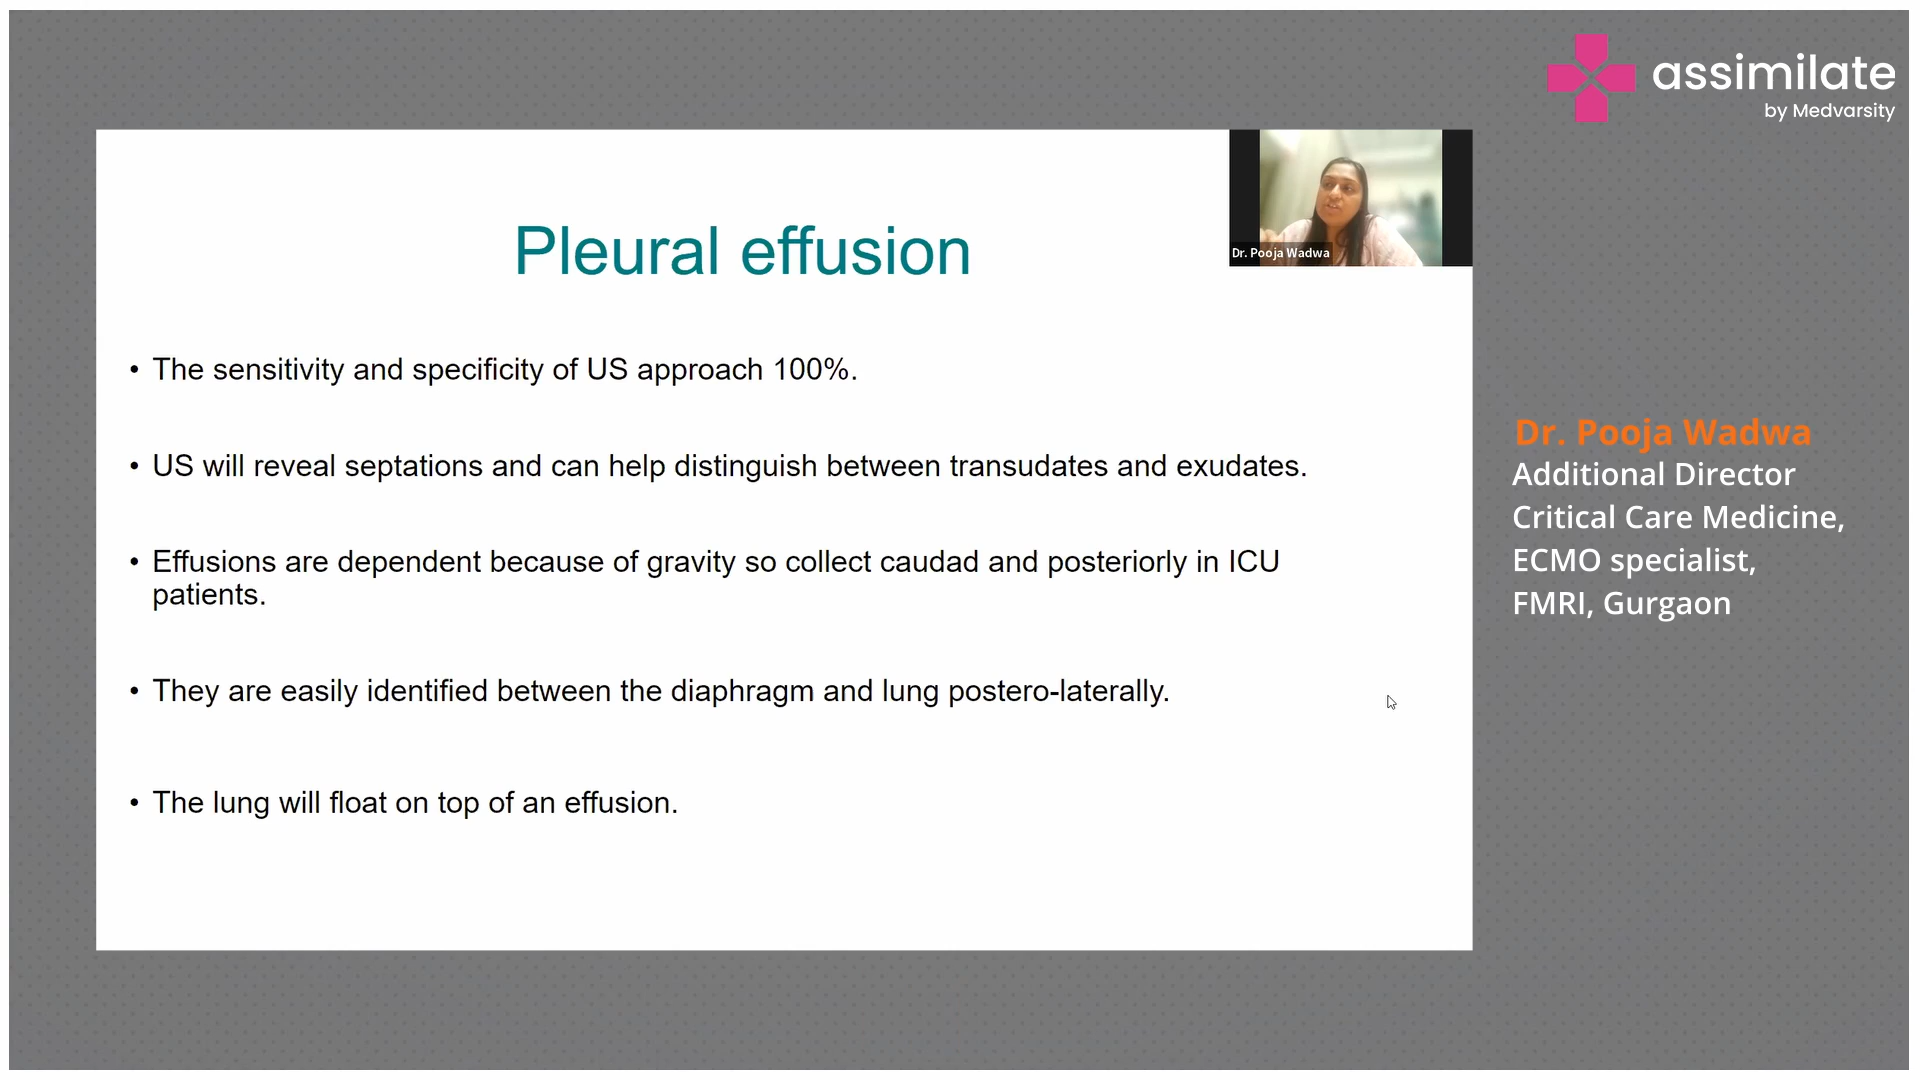 assimilate
by Medvarsity
Dr. Pooja Wadwa
Pleural effusion
• The sensitivity and specificity of US approach 100%.
• US will reveal septations and can help distinguish between transudates and exudates.
• Effusions are dependent because of gravity so collect caudad and posteriorly in ICU
patients.
• They are easily identified between the diaphragm and lung postero-laterally.
• The lung will float on top of an effusion.
Dr. Pooja Wadwa
Additional Director
Critical Care Medicine,
ECMO specialist,
FMRI, Gurgaon